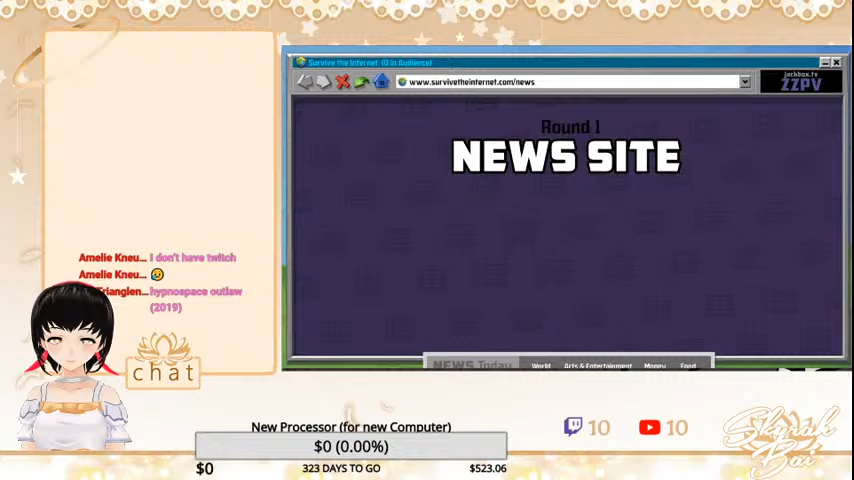 Survive the Internet (0 In Audience)
www.survivetheinternet.com/news
jackbox.tv
ZZPV
Round 1
NEWS SITE
NEWS Today World Arts & Entertainment Money Food
Amelie Kneu... I don't have twitch
Amelie Kneu... 😥
hypnospace outlaw
(2019)
chat
New Processor (for new Computer)
$0 (0.00%)
$0 323 DAYS TO GO $523.06
10
10
Skyrah
Bai